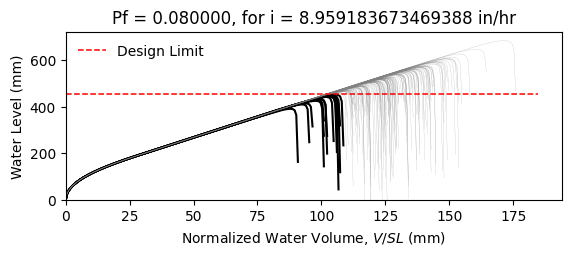 Pf = 0.080000, for i = 8.959183673469388 in/hr
Design Limit
Water Level (mm)
600
400
200
0
0 25 50 75 100 125 150 175
Normalized Water Volume, V/SL (mm)